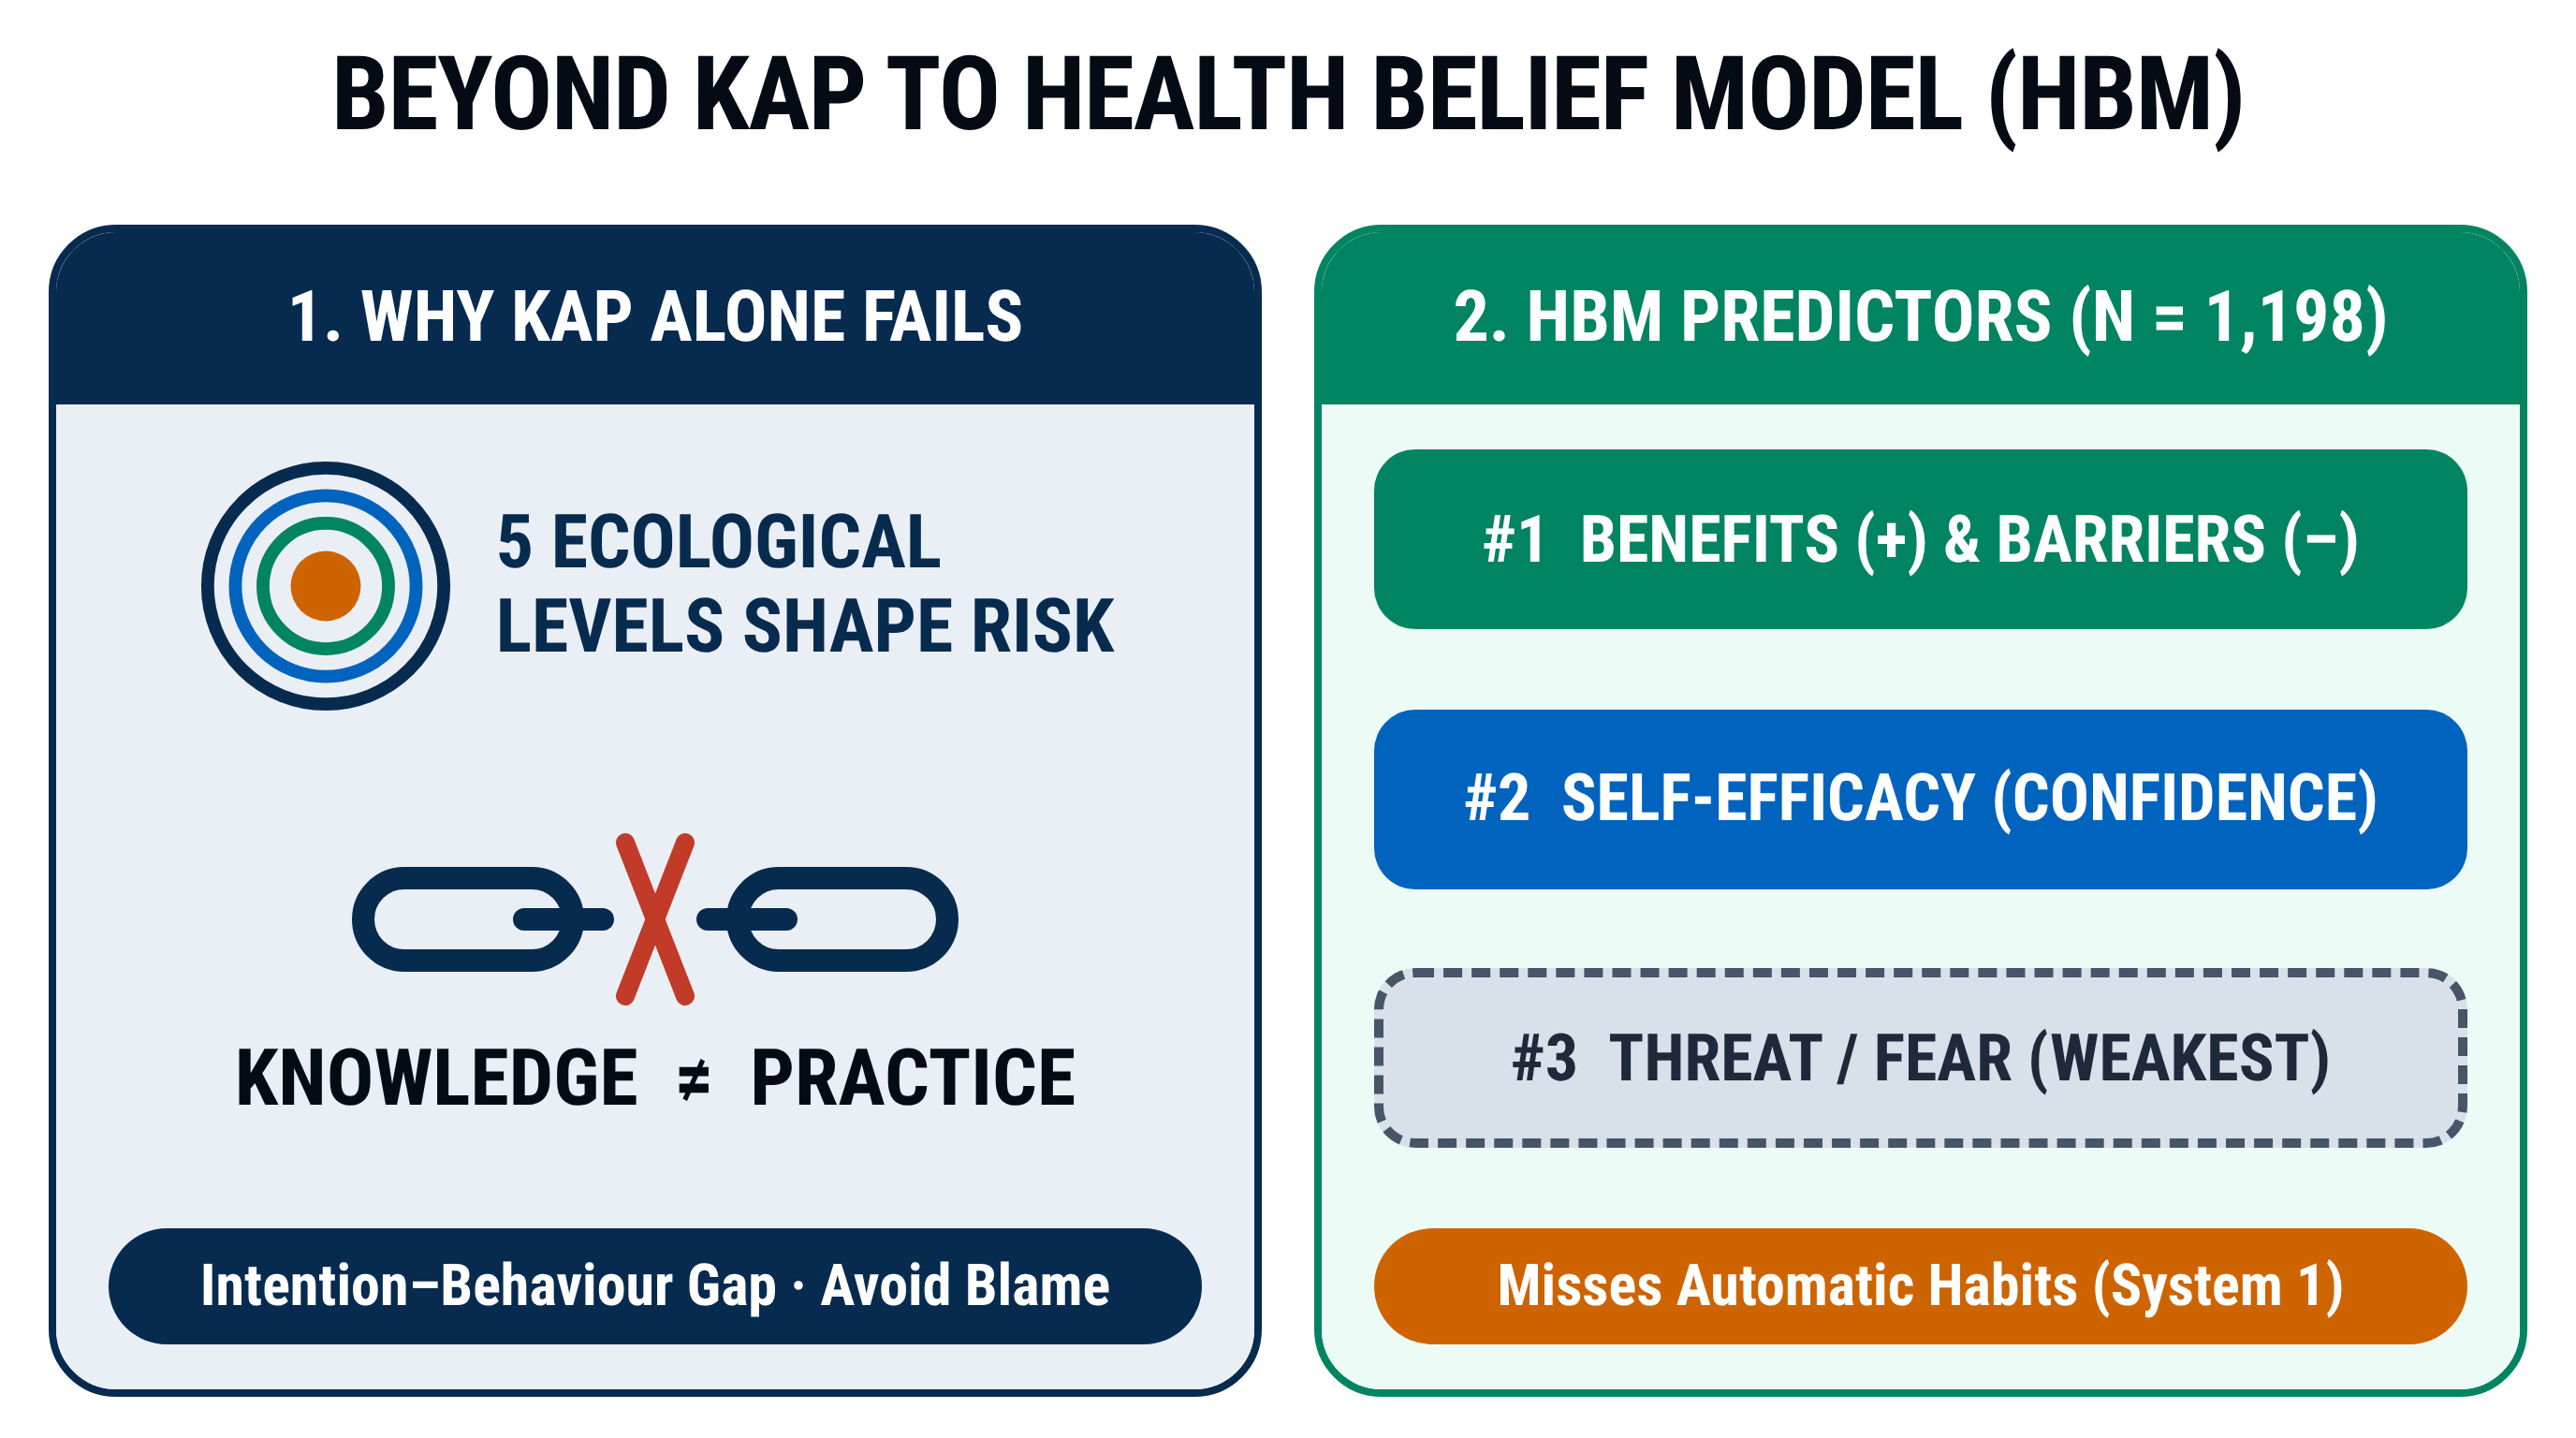 BEYOND KAP TO HEALTH BELIEF MODEL (HBM)
1. WHY KAP ALONE FAILS
5 ECOLOGICAL
LEVELS SHAPE RISK
KNOWLEDGE ≠ PRACTICE
Intention–Behaviour Gap · Avoid Blame
2. HBM PREDICTORS (N = 1,198)
#1 BENEFITS (+) & BARRIERS (–)
#2 SELF-EFFICACY (CONFIDENCE)
#3 THREAT / FEAR (WEAKEST)
Misses Automatic Habits (System 1)